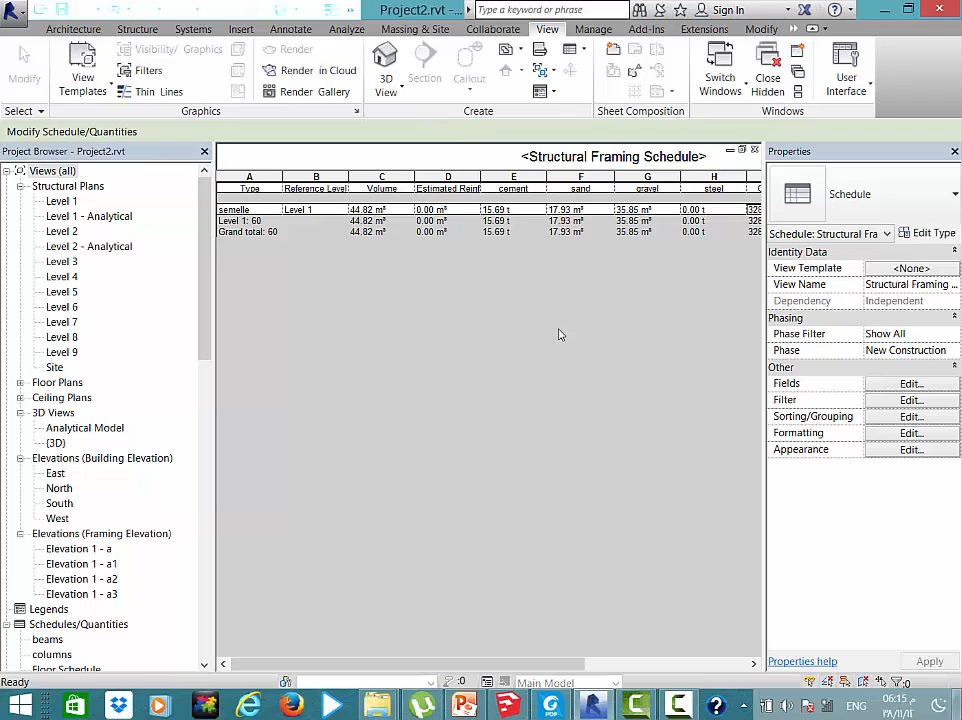 Project2.rvt -...
Type a keyword or phrase
Sign In
Architecture Structure Systems Insert Annotate Analyze Massing & Site Collaborate View Manage Add-Ins Extensions Modify
Modify
View
Templates
Visibility/ Graphics
Filters
Thin Lines
Render
Render in Cloud
Render Gallery
3D
View
Section
Callout
Switch
Windows
Close
Hidden
User
Interface
Select
Graphics
Create
Sheet Composition
Windows
Modify Schedule/Quantities
Project Browser - Project2.rvt
Views (all)
Structural Plans
Level 1
Level 1 - Analytical
Level 2
Level 2 - Analytical
Level 3
Level 4
Level 5
Level 6
Level 7
Level 8
Level 9
Site
Floor Plans
Ceiling Plans
3D Views
Analytical Model
{3D}
Elevations (Building Elevation)
East
North
South
West
Elevations (Framing Elevation)
Elevation 1 - a
Elevation 1 - a1
Elevation 1 - a2
Elevation 1 - a3
Legends
Schedules/Quantities
beams
columns
Floor Schedule
<Structural Framing Schedule>
A B C D E F G H
Type Reference Level Volume Estimated Reinf cement sand gravel steel C
semelle Level 1 44.82 m³ 0.00 m³ 15.69 t 17.93 m³ 35.85 m³ 0.00 t 328
Level 1: 60 44.82 m³ 0.00 m³ 15.69 t 17.93 m³ 35.85 m³ 0.00 t 328
Grand total: 60 44.82 m³ 0.00 m³ 15.69 t 17.93 m³ 35.85 m³ 0.00 t 328
Properties
Schedule
Schedule: Structural Fra
Edit Type
Identity Data
View Template <None>
View Name Structural Framing ...
Dependency Independent
Phasing
Phase Filter Show All
Phase New Construction
Other
Fields Edit...
Filter Edit...
Sorting/Grouping Edit...
Formatting Edit...
Appearance Edit...
Properties help
Apply
Ready
:0
Main Model
:0
PDF
ENG
06:15 م